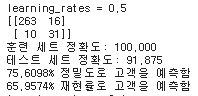 learning_rates = 0,5
[[263  16]
 [ 10  31]]
훈련 세트 정확도: 100,000
테스트 세트 정확도: 91,875
75,6098% 정밀도로 고객을 예측함
65,9574% 재현율로 고객을 예측함